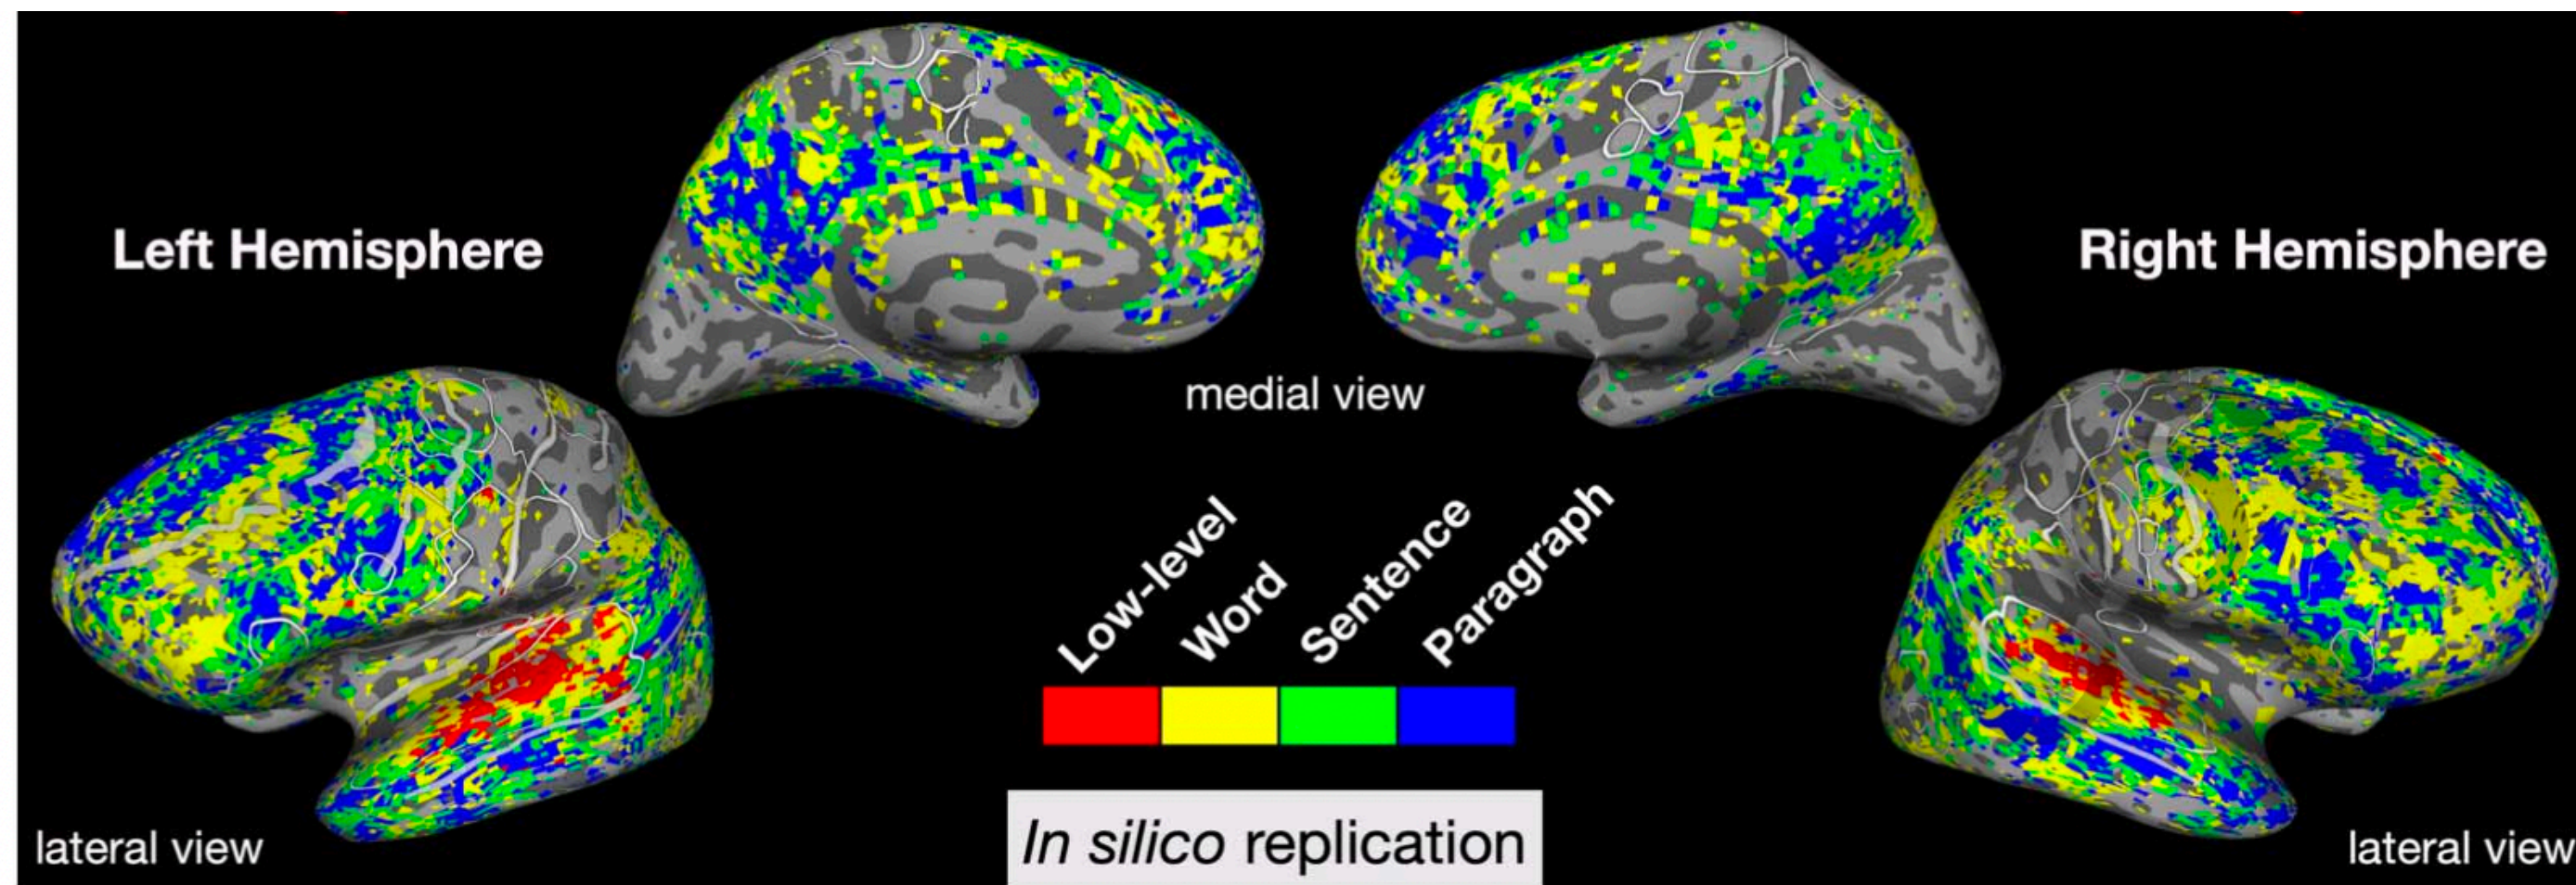 Left Hemisphere
Right Hemisphere
medial view
Low-level
Word
Sentence
Paragraph
lateral view
In silico replication
lateral view